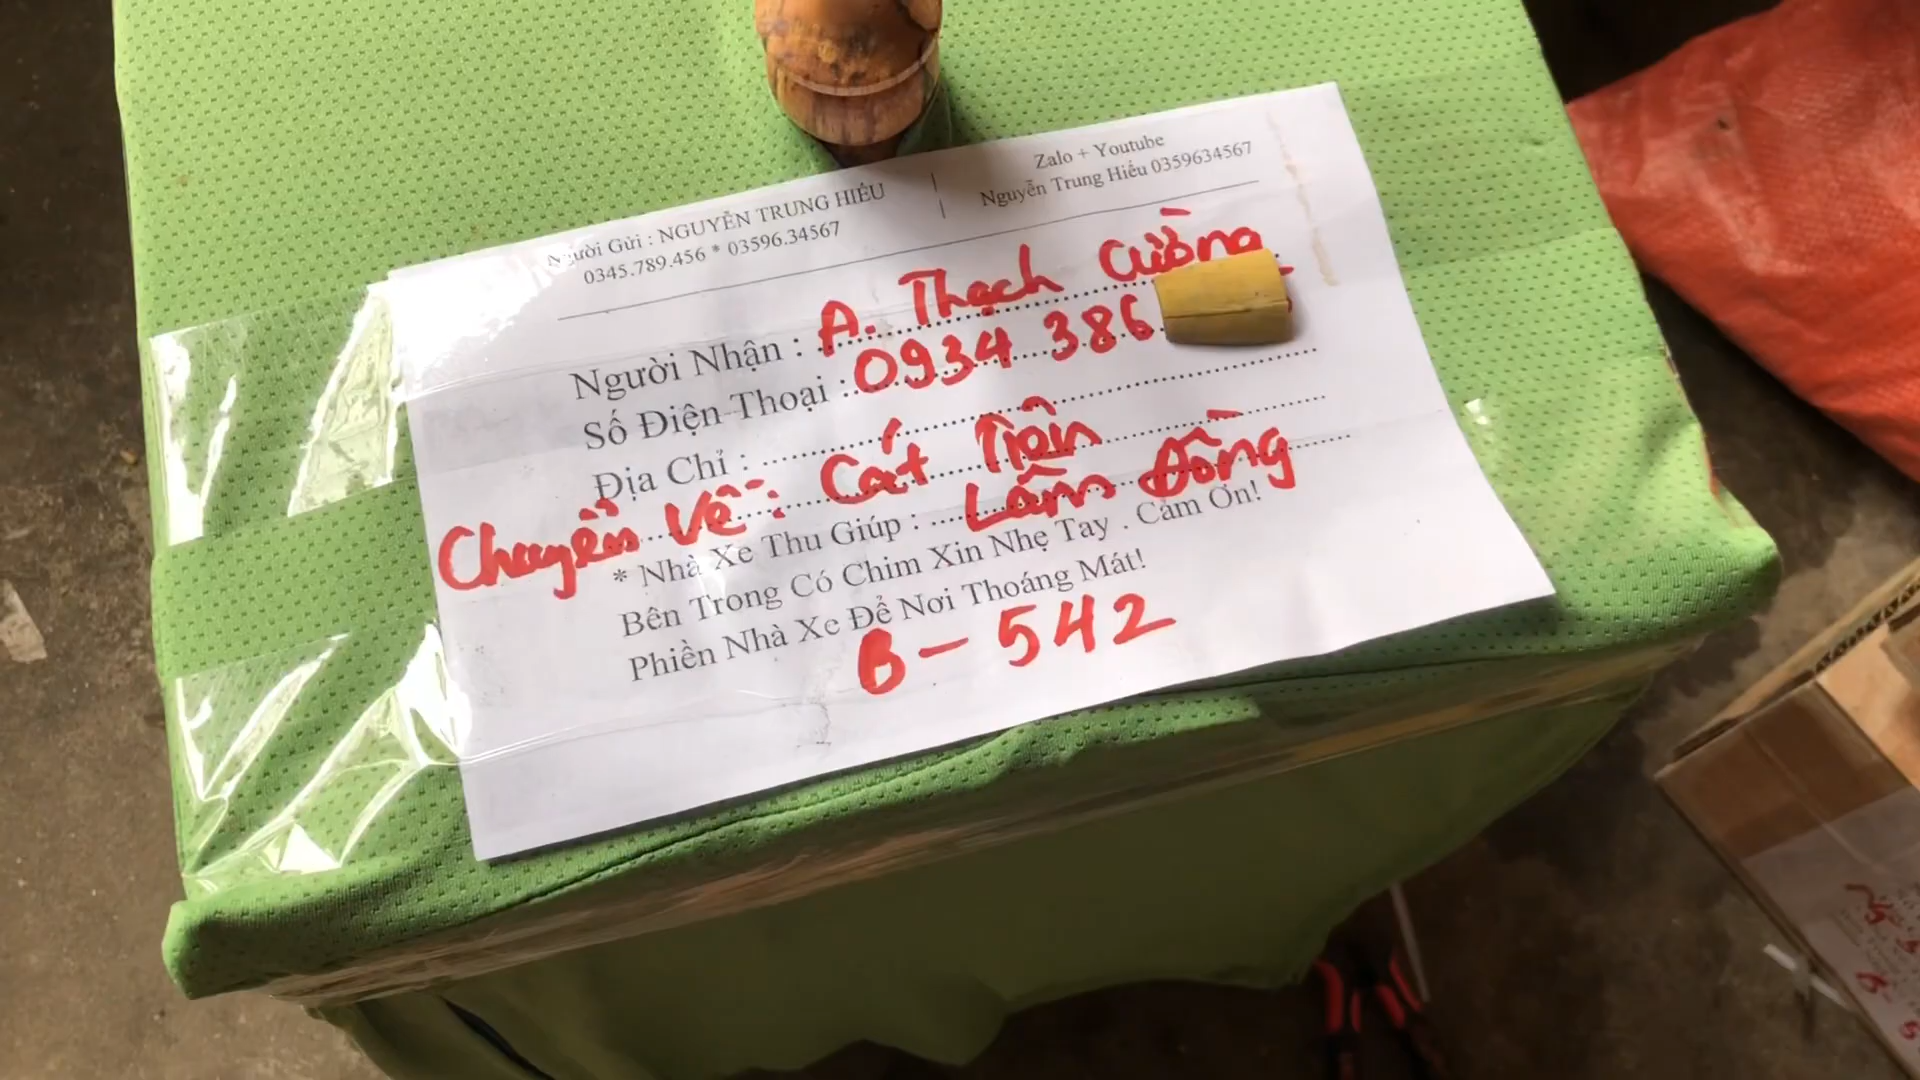 Người Gửi : NGUYỄN TRUNG HIẾU
0345.789.456 * 03596.34567
Zalo + Youtube
Nguyễn Trung Hiếu 0359634567
Người Nhận : A. Thạch Cường
Số Điện Thoại : 0934 386
Địa Chỉ :
Chuyển Về : Cát Tiên
Lâm Đồng
* Nhà Xe Thu Giúp :
Bên Trong Có Chim Xin Nhẹ Tay . Cảm Ơn!
Phiền Nhà Xe Để Nơi Thoáng Mát!
B - 542